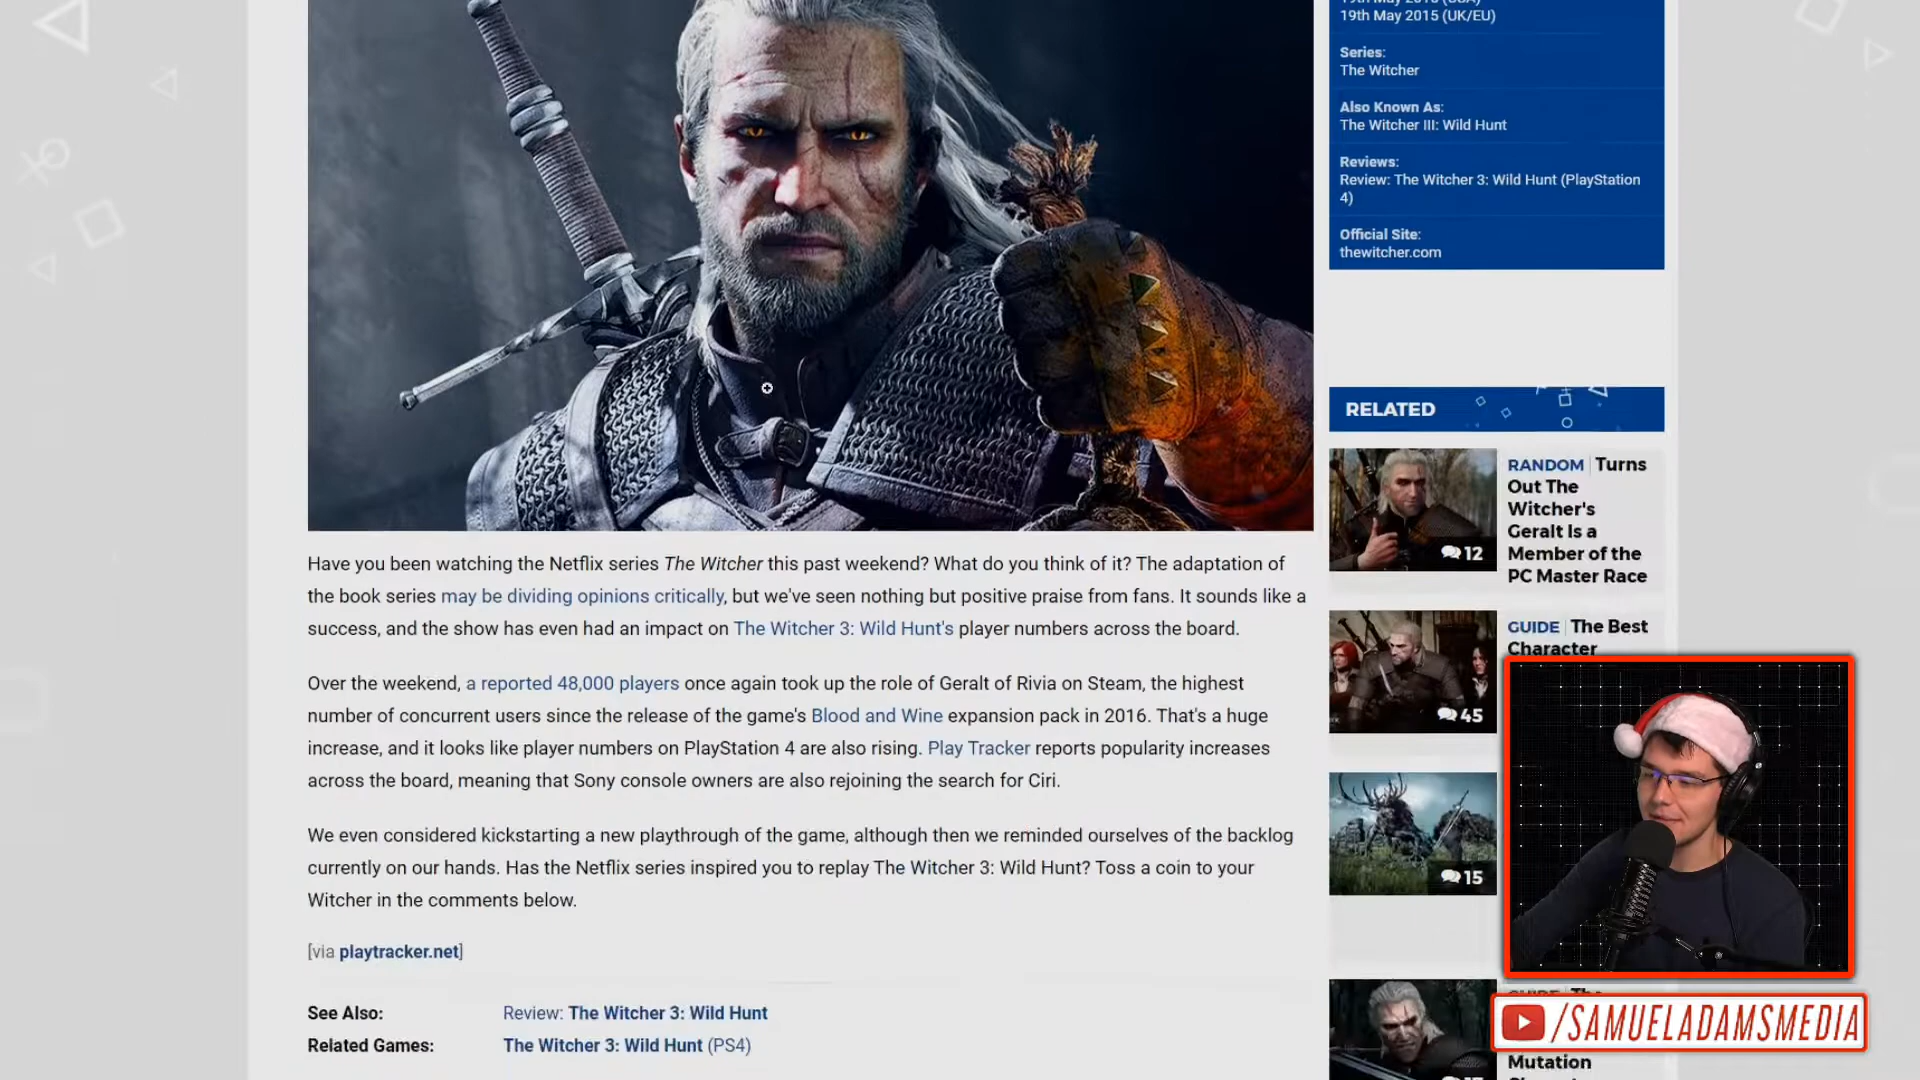 19th May 2015 (UK/EU)
Series:
The Witcher
Also Known As:
The Witcher III: Wild Hunt
Reviews:
Review: The Witcher 3: Wild Hunt (PlayStation
4)
Official Site:
thewitcher.com
RELATED
RANDOM Turns
Out The
Witcher's
Geralt Is a
Member of the
PC Master Race
12
GUIDE The Best
Character
45
15
Mutation
Have you been watching the Netflix series The Witcher this past weekend? What do you think of it? The adaptation of
the book series may be dividing opinions critically, but we've seen nothing but positive praise from fans. It sounds like a
success, and the show has even had an impact on The Witcher 3: Wild Hunt's player numbers across the board.
Over the weekend, a reported 48,000 players once again took up the role of Geralt of Rivia on Steam, the highest
number of concurrent users since the release of the game's Blood and Wine expansion pack in 2016. That's a huge
increase, and it looks like player numbers on PlayStation 4 are also rising. Play Tracker reports popularity increases
across the board, meaning that Sony console owners are also rejoining the search for Ciri.
We even considered kickstarting a new playthrough of the game, although then we reminded ourselves of the backlog
currently on our hands. Has the Netflix series inspired you to replay The Witcher 3: Wild Hunt? Toss a coin to your
Witcher in the comments below.
[via playtracker.net]
See Also: Review: The Witcher 3: Wild Hunt
Related Games: The Witcher 3: Wild Hunt (PS4)
/SAMUELADAMSMEDIA